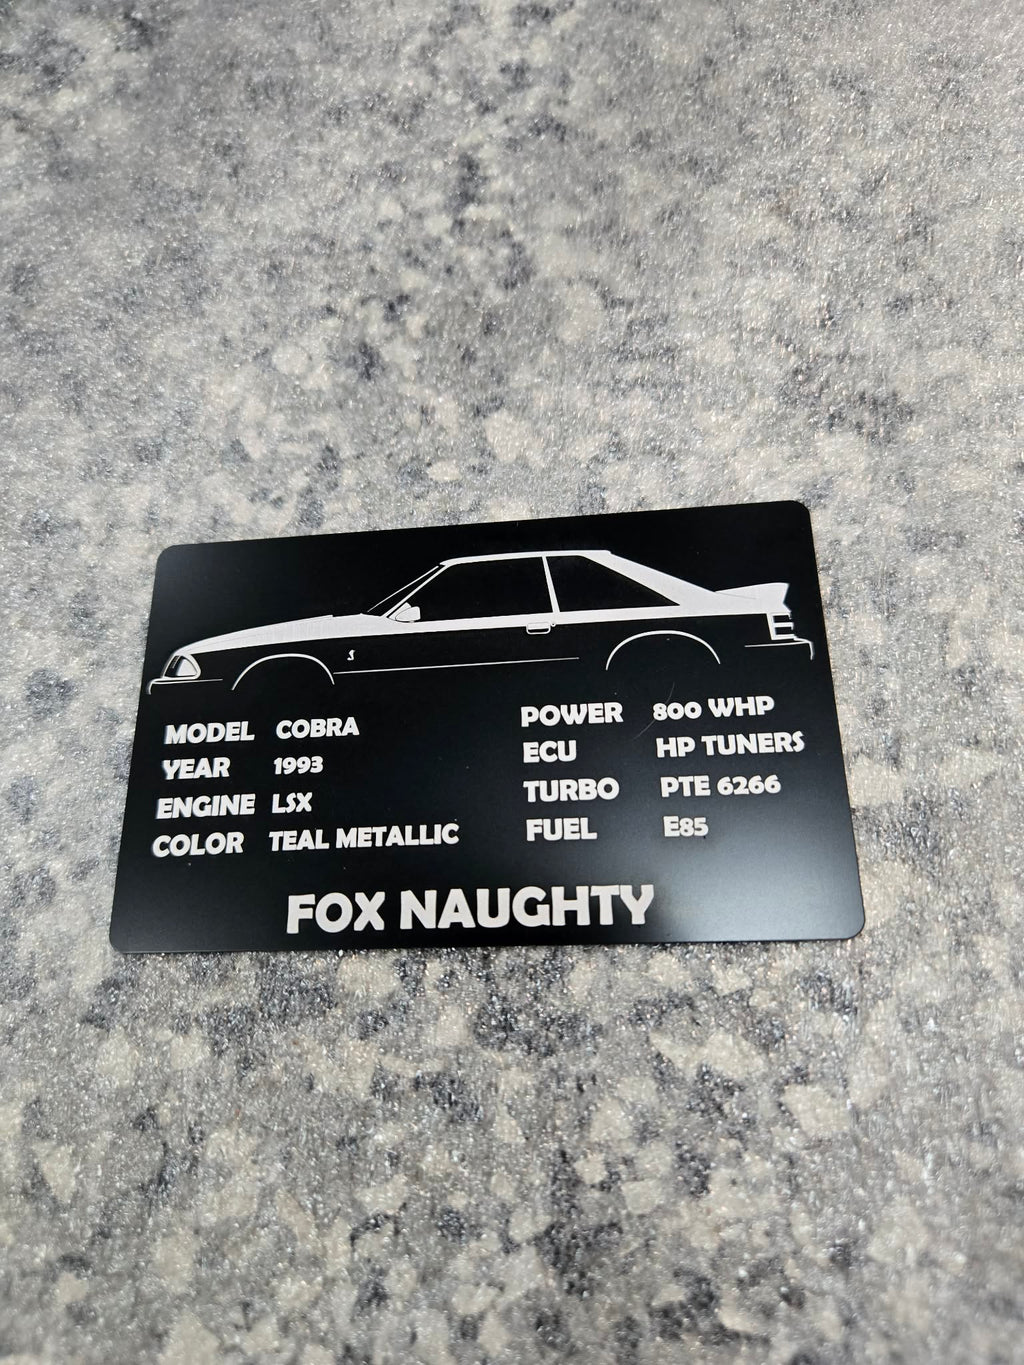 MODEL COBRA
YEAR 1993
ENGINE LSX
COLOR TEAL METALLIC
POWER 800 WHP
ECU HP TUNERS
TURBO PTE 6266
FUEL E85
FOX NAUGHTY